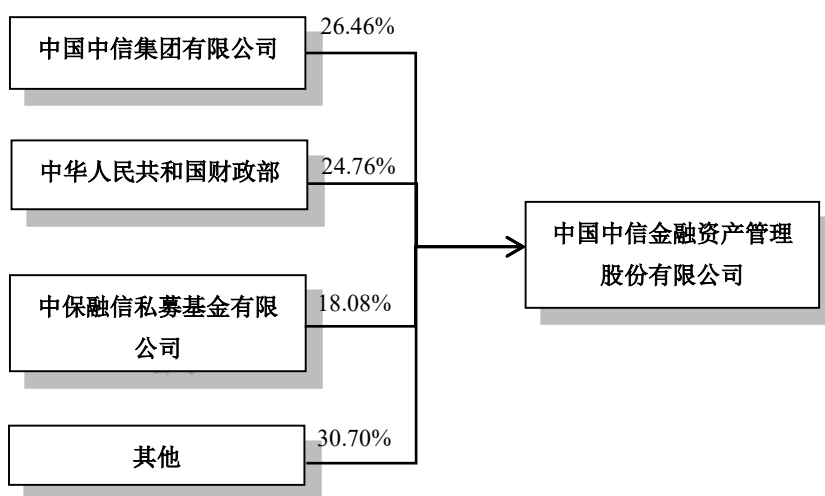 中国中信集团有限公司
26.46%
中华人民共和国财政部
24.76%
中保融信私募基金有限
公司
18.08%
其他
30.70%
中国中信金融资产管理
股份有限公司